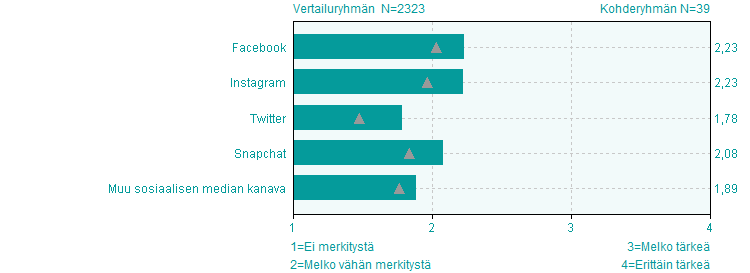 Vertailuryhmän N=2323 Kohderyhmän N=39
Facebook 2,23
Instagram 2,23
Twitter 1,78
Snapchat 2,08
Muu sosiaalisen median kanava 1,89
1 2 3 4
1=Ei merkitystä 3=Melko tärkeä
2=Melko vähän merkitystä 4=Erittäin tärkeä